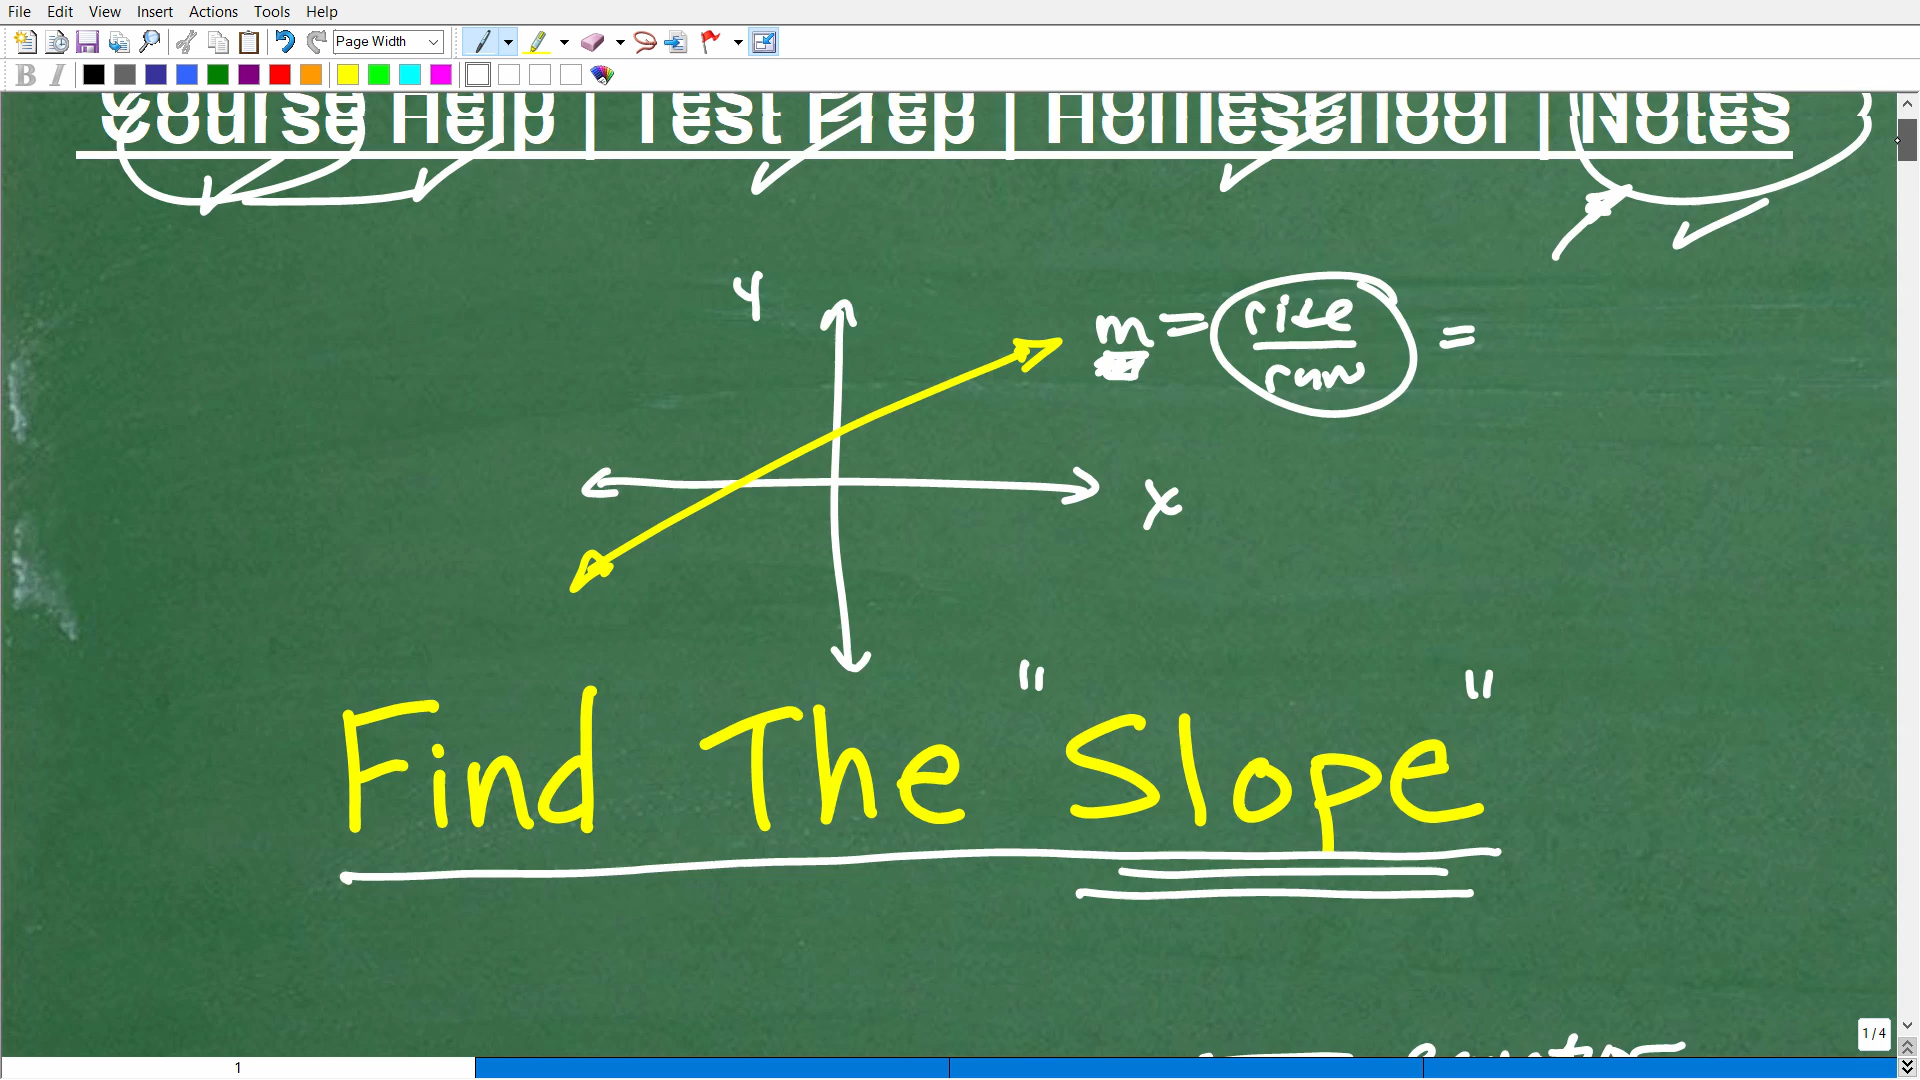 File Edit View Insert Actions Tools Help
Page Width
B I
Course Help | Test Prep | Homeschool | Notes
y
m = rise/run =
x
Find The "Slope"
1 / 4
1